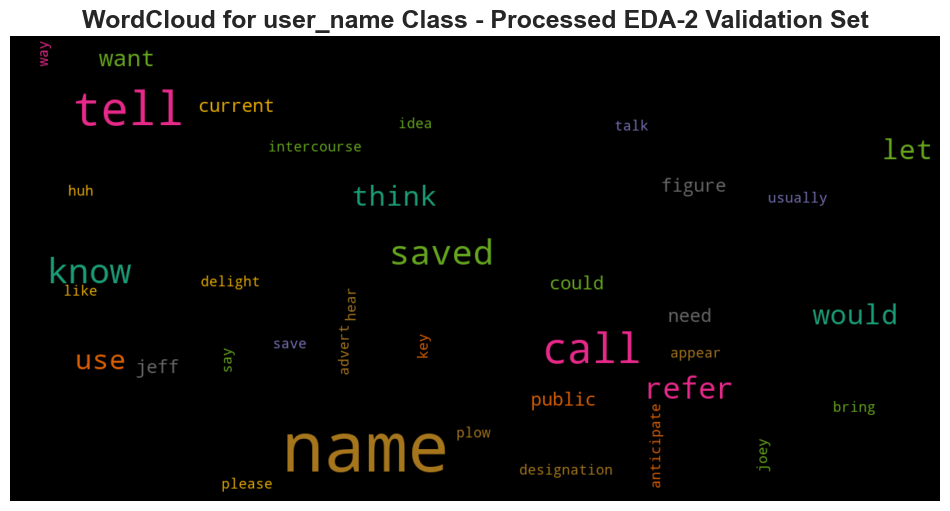 WordCloud for user_name Class - Processed EDA-2 Validation Set
way
want
tell
current
idea
talk
intercourse
let
huh
think
figure
usually
saved
know
like
delight
hear
could
need
would
use
jeff
say
save
advert
key
call
appear
refer
public
bring
name
plow
designation
anticipate
joey
please